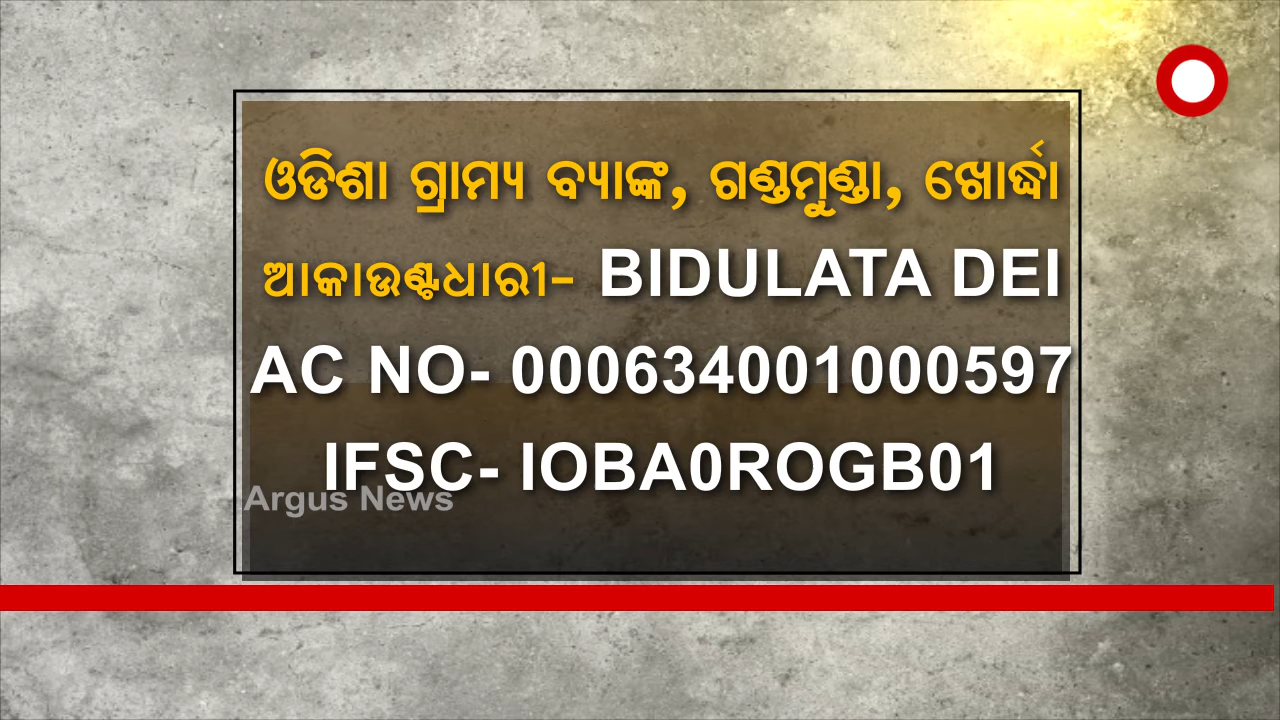 ଓଡିଶା ଗ୍ରାମ୍ୟ ବ୍ୟାଙ୍କ, ଗଣ୍ଡମୁଣ୍ଡା, ଖୋର୍ଦ୍ଧା
ଆକାଉଣ୍ଟଧାରୀ- BIDULATA DEI
AC NO- 000634001000597
IFSC- IOBA0ROGB01
Argus News